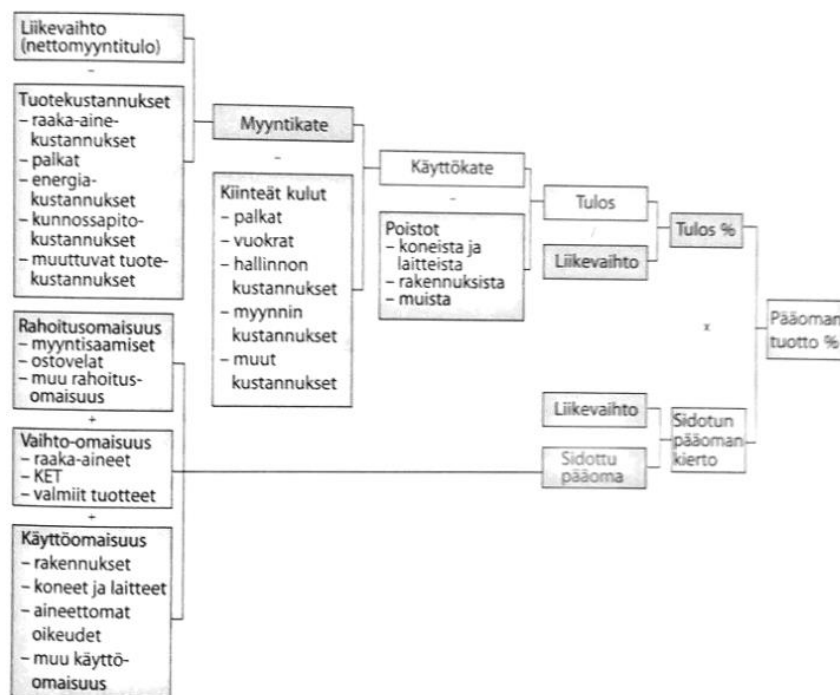 Liikevaihto
(nettomyyntitulo)
–
Tuotekustannukset
– raaka-aine-
kustannukset
– palkat
– energia-
kustannukset
– kunnossapito-
kustannukset
– muuttuvat tuote-
kustannukset
Myyntikate
–
Kiinteät kulut
– palkat
– vuokrat
– hallinnon
kustannukset
– myynnin
kustannukset
– muut
kustannukset
Käyttökate
–
Poistot
– koneista ja
laitteista
– rakennuksista
– muista
Tulos
/
Liikevaihto
Tulos %
x
Pääoman
tuotto %
Rahoitusomaisuus
– myyntisaamiset
– ostovelat
– muu rahoitus-
omaisuus
+
Vaihto-omaisuus
– raaka-aineet
– KET
– valmiit tuotteet
+
Käyttöomaisuus
– rakennukset
– koneet ja laitteet
– aineettomat
oikeudet
– muu käyttö-
omaisuus
Liikevaihto
Sidottu
pääoma
Sidotun
pääoman
kierto